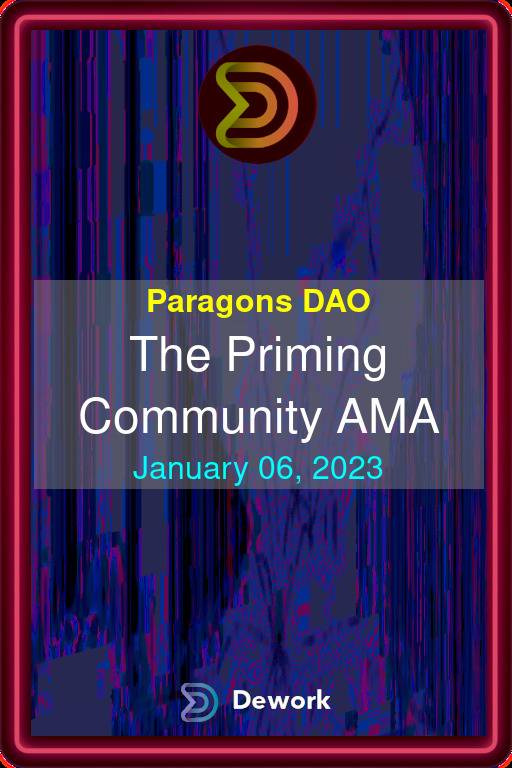 Paragons DAO
The Priming
Community AMA
January 06, 2023
Dework